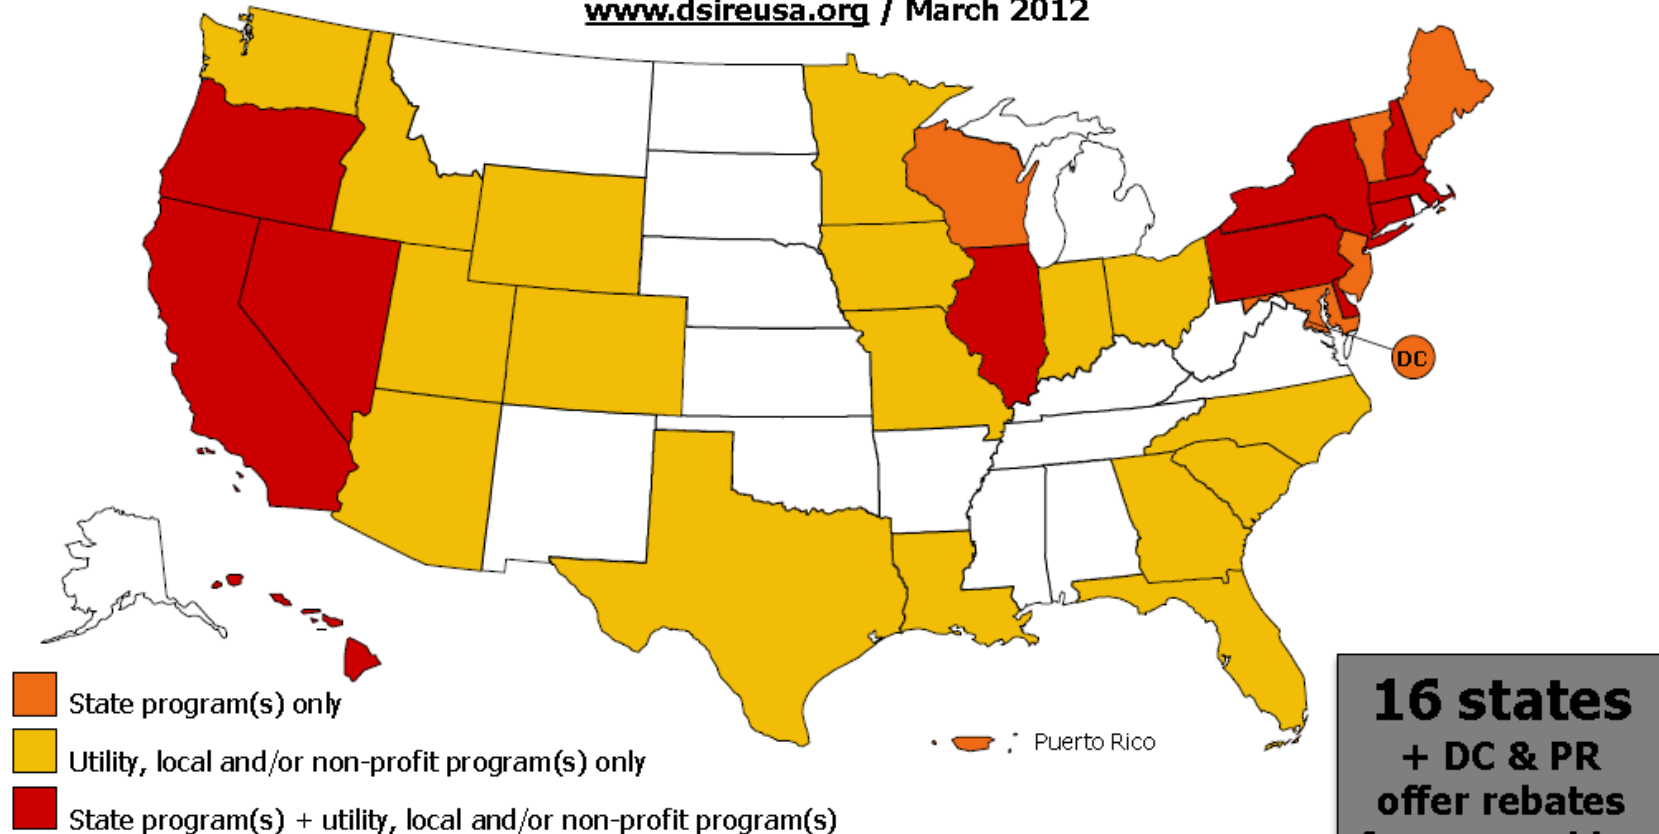 www.dsireusa.org / March 2012
DC
Puerto Rico
State program(s) only
Utility, local and/or non-profit program(s) only
State program(s) + utility, local and/or non-profit program(s)
16 states
+ DC & PR
offer rebates